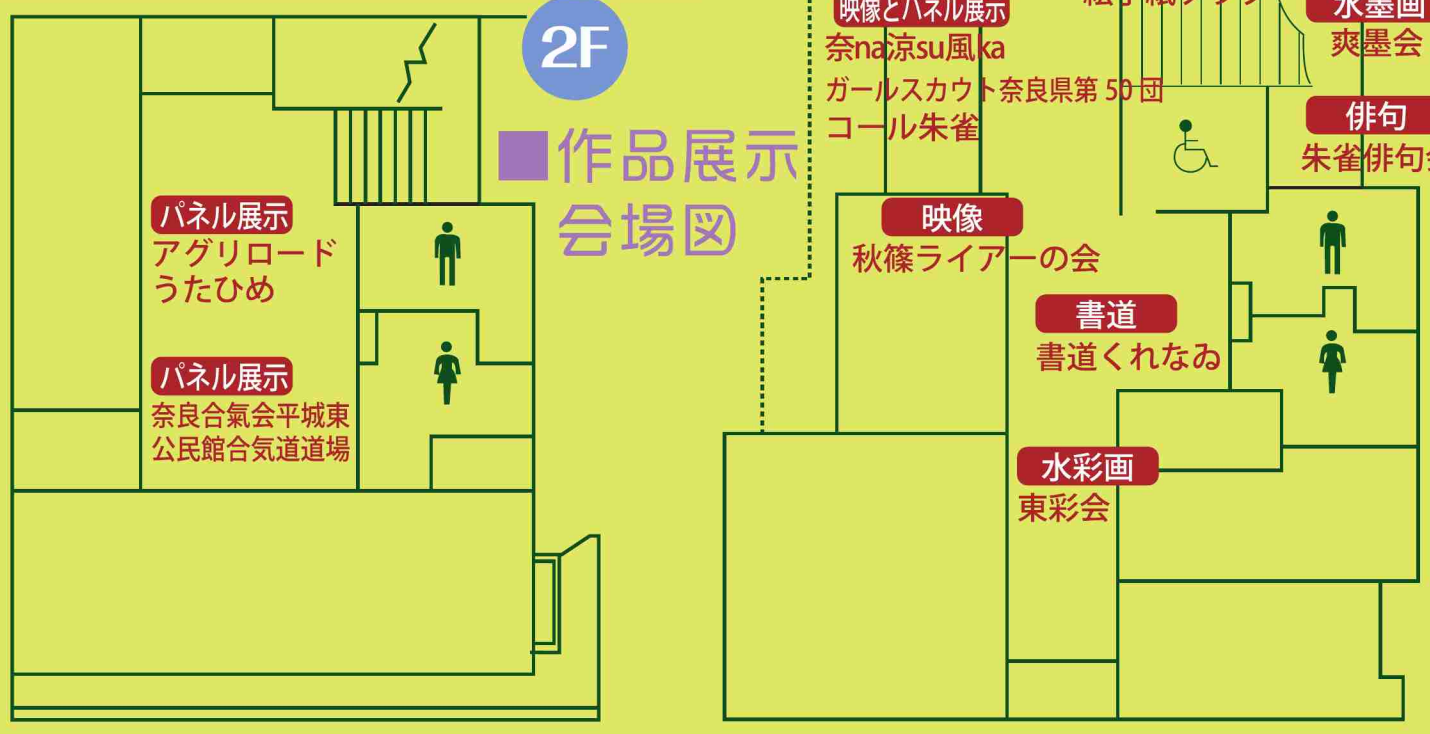 2F
■作品展示
会場図
パネル展示
アグリロード
うたひめ
パネル展示
奈良合氣会平城東
公民館合気道道場
映像とパネル展示
奈na涼su風ka
ガールスカウト奈良県第50団
コール朱雀
映像
秋篠ライアーの会
書道
書道くれなゐ
水彩画
東彩会
水墨画
爽墨会
俳句
朱雀俳句会